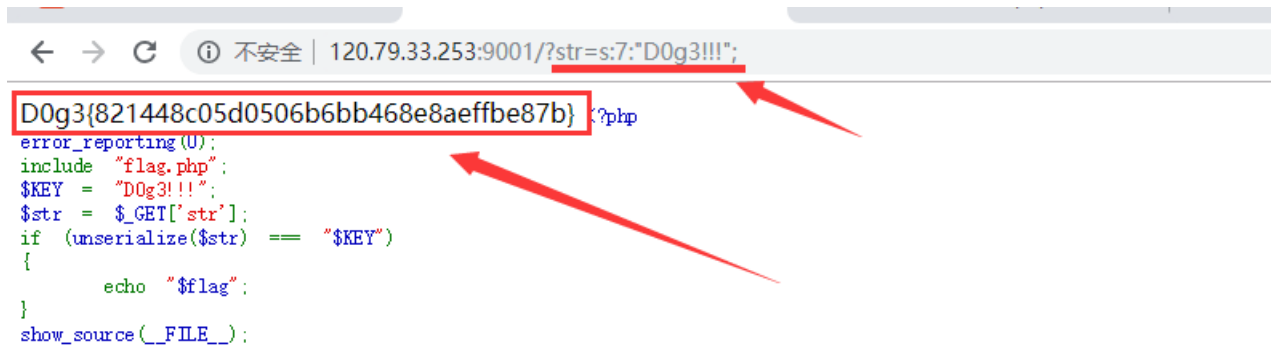 不安全 | 120.79.33.253:9001/?str=s:7:"D0g3!!!";
D0g3{821448c05d0506b6bb468e8aeffbe87b} <?php
error_reporting(0);
include "flag.php";
$KEY = "D0g3!!!";
$str = $_GET['str'];
if (unserialize($str) === "$KEY")
{
echo "$flag";
}
show_source(__FILE__);